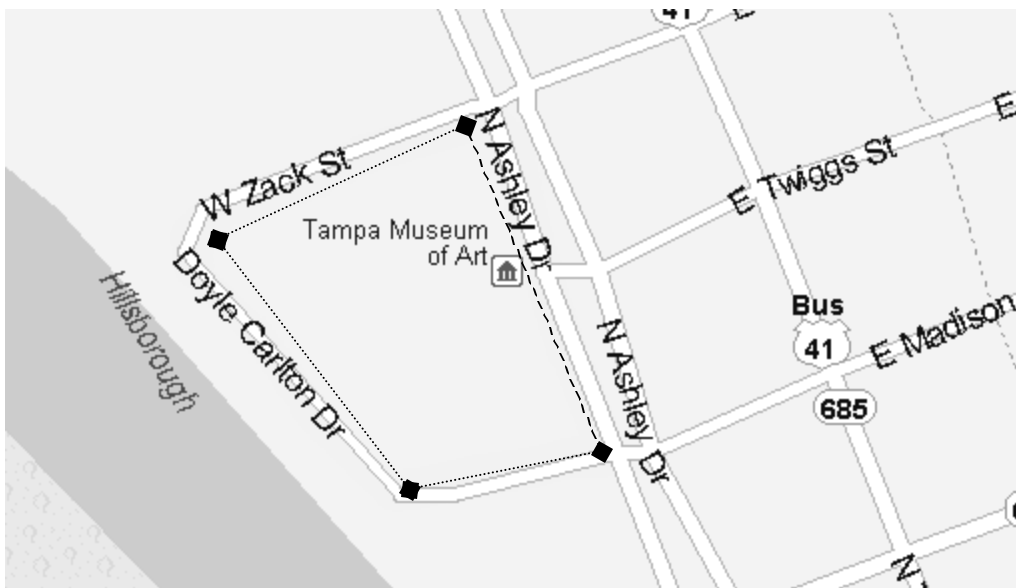 41
E
W Zack St
N Ashley Dr
E Twiggs St
E
Tampa Museum
of Art
Doyle Carlton Dr
Hillsborough
N Ashley Dr
Bus
41
E Madison
685
N